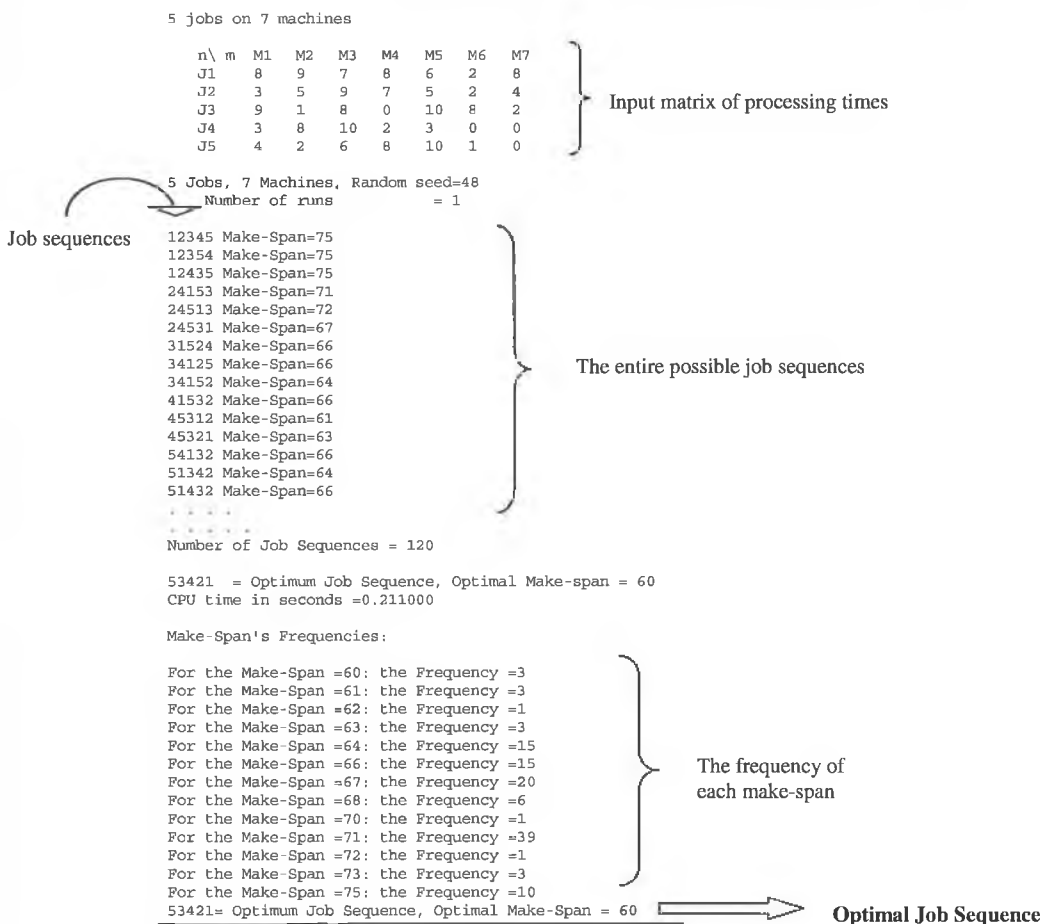 5 jobs on 7 machines
n\ m M1 M2 M3 M4 M5 M6 M7
J1 8 9 7 8 6 2 8
J2 3 5 9 7 5 2 4
J3 9 1 8 0 10 8 2
J4 3 8 10 2 3 0 0
J5 4 2 6 8 10 1 0
Input matrix of processing times
5 Jobs, 7 Machines, Random seed=48
Number of runs = 1
Job sequences
12345 Make-Span=75
12354 Make-Span=75
12435 Make-Span=75
24153 Make-Span=71
24513 Make-Span=72
24531 Make-Span=67
31524 Make-Span=66
34125 Make-Span=66
34152 Make-Span=64
41532 Make-Span=66
45312 Make-Span=61
45321 Make-Span=63
54132 Make-Span=66
51342 Make-Span=64
51432 Make-Span=66
The entire possible job sequences
. . . .
. . . . .
Number of Job Sequences = 120
53421 = Optimum Job Sequence, Optimal Make-span = 60
CPU time in seconds =0.211000
Make-Span's Frequencies:
For the Make-Span =60: the Frequency =3
For the Make-Span =61: the Frequency =3
For the Make-Span =62: the Frequency =1
For the Make-Span =63: the Frequency =3
For the Make-Span =64: the Frequency =15
For the Make-Span =66: the Frequency =15
For the Make-Span =67: the Frequency =20
For the Make-Span =68: the Frequency =6
For the Make-Span =70: the Frequency =1
For the Make-Span =71: the Frequency =39
For the Make-Span =72: the Frequency =1
For the Make-Span =73: the Frequency =3
For the Make-Span =75: the Frequency =10
The frequency of
each make-span
53421= Optimum Job Sequence, Optimal Make-Span = 60
Optimal Job Sequence